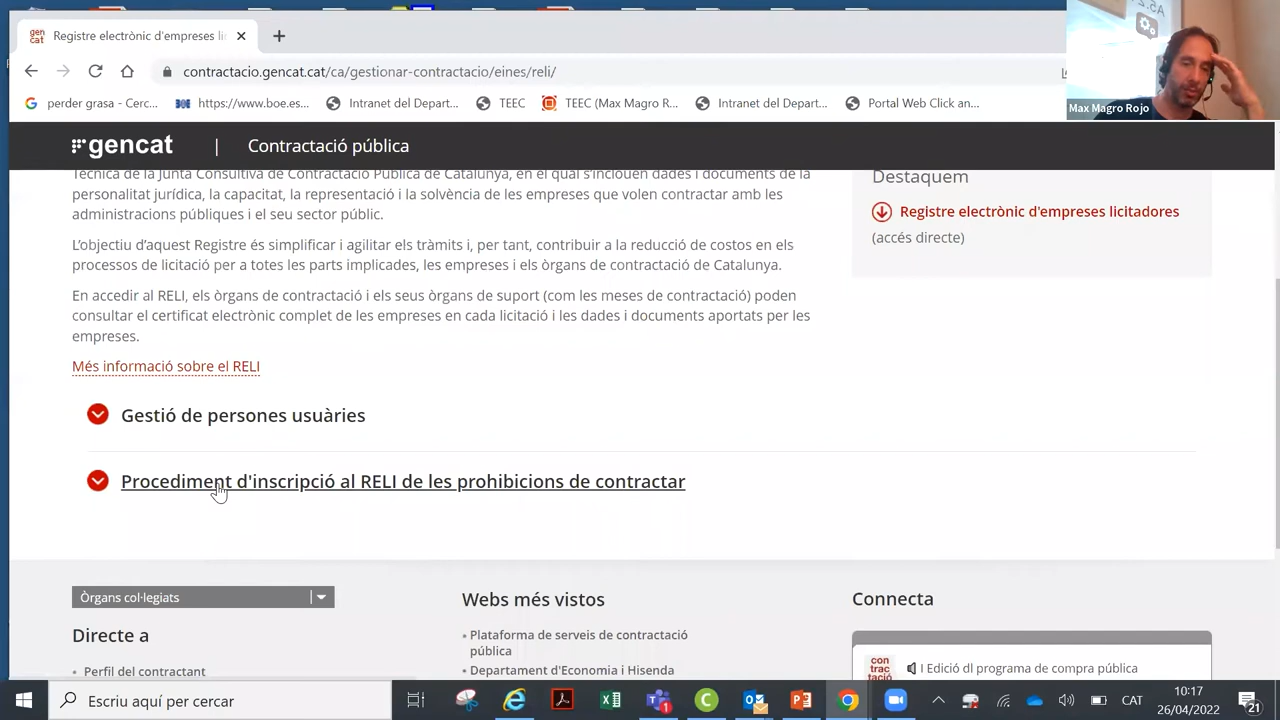 Registre electrònic d'empreses li
contractacio.gencat.cat/ca/gestionar-contractacio/eines/reli/
perder grasa - Cerc...
https://www.boe.es...
Intranet del Depart...
TEEC
TEEC (Max Magro R...
Intranet del Depart...
Portal Web Click an...
Max Magro Rojo
gen
cat
gencat | Contractació pública
Tècnica de la Junta Consultiva de Contractació Pública de Catalunya, en el qual s'inclouen dades i documents de la
personalitat jurídica, la capacitat, la representació i la solvència de les empreses que volen contractar amb les
administracions públiques i el seu sector públic.
L'objectiu d'aquest Registre és simplificar i agilitar els tràmits i, per tant, contribuir a la reducció de costos en els
processos de licitació per a totes les parts implicades, les empreses i els òrgans de contractació de Catalunya.
En accedir al RELI, els òrgans de contractació i els seus òrgans de suport (com les meses de contractació) poden
consultar el certificat electrònic complet de les empreses en cada licitació i les dades i documents aportats per les
empreses.
Més informació sobre el RELI
Destaquem
Registre electrònic d'empreses licitadores
(accés directe)
Gestió de persones usuàries
Procediment d'inscripció al RELI de les prohibicions de contractar
Òrgans col·legiats
Directe a
Perfil del contractant
Webs més vistos
Plataforma de serveis de contractació
pública
Departament d'Economia i Hisenda
Connecta
con
trac
tació
I Edició dl programa de compra pública
Escriu aquí per cercar
CAT
10:17
26/04/2022
21